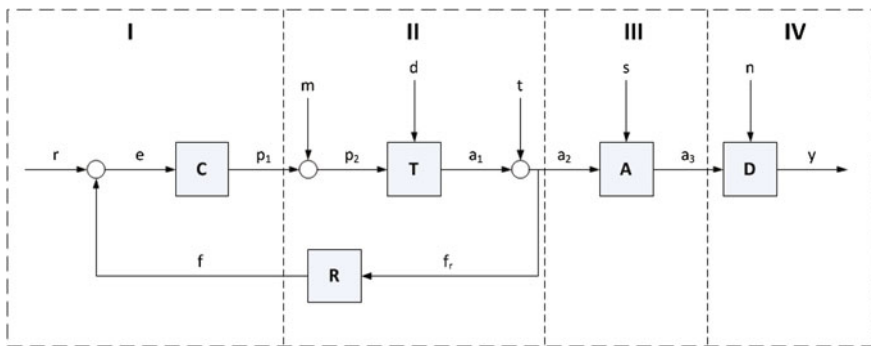 I II III IV
d s n
m t
r e C p₁ p₂ T a₁ a₂ A a₃ D y
f R fᵣ